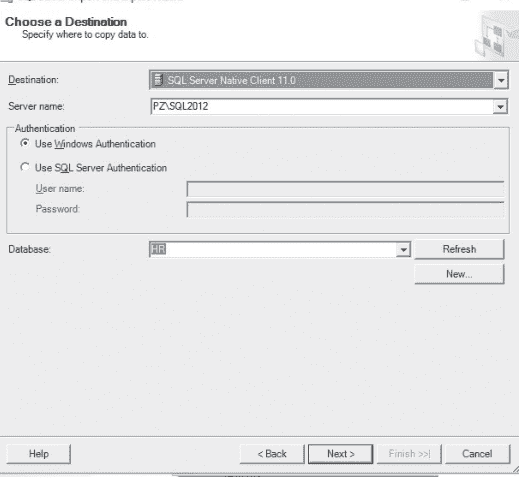 Choose a Destination
Specify where to copy data to.
Destination:
SQL Server Native Client 11.0
Server name:
PZ\SQL2012
Authentication
Use Windows Authentication
Use SQL Server Authentication
User name:
Password:
Database:
HR
Refresh
New...
Help
< Back
Next >
Finish >>|
Cancel